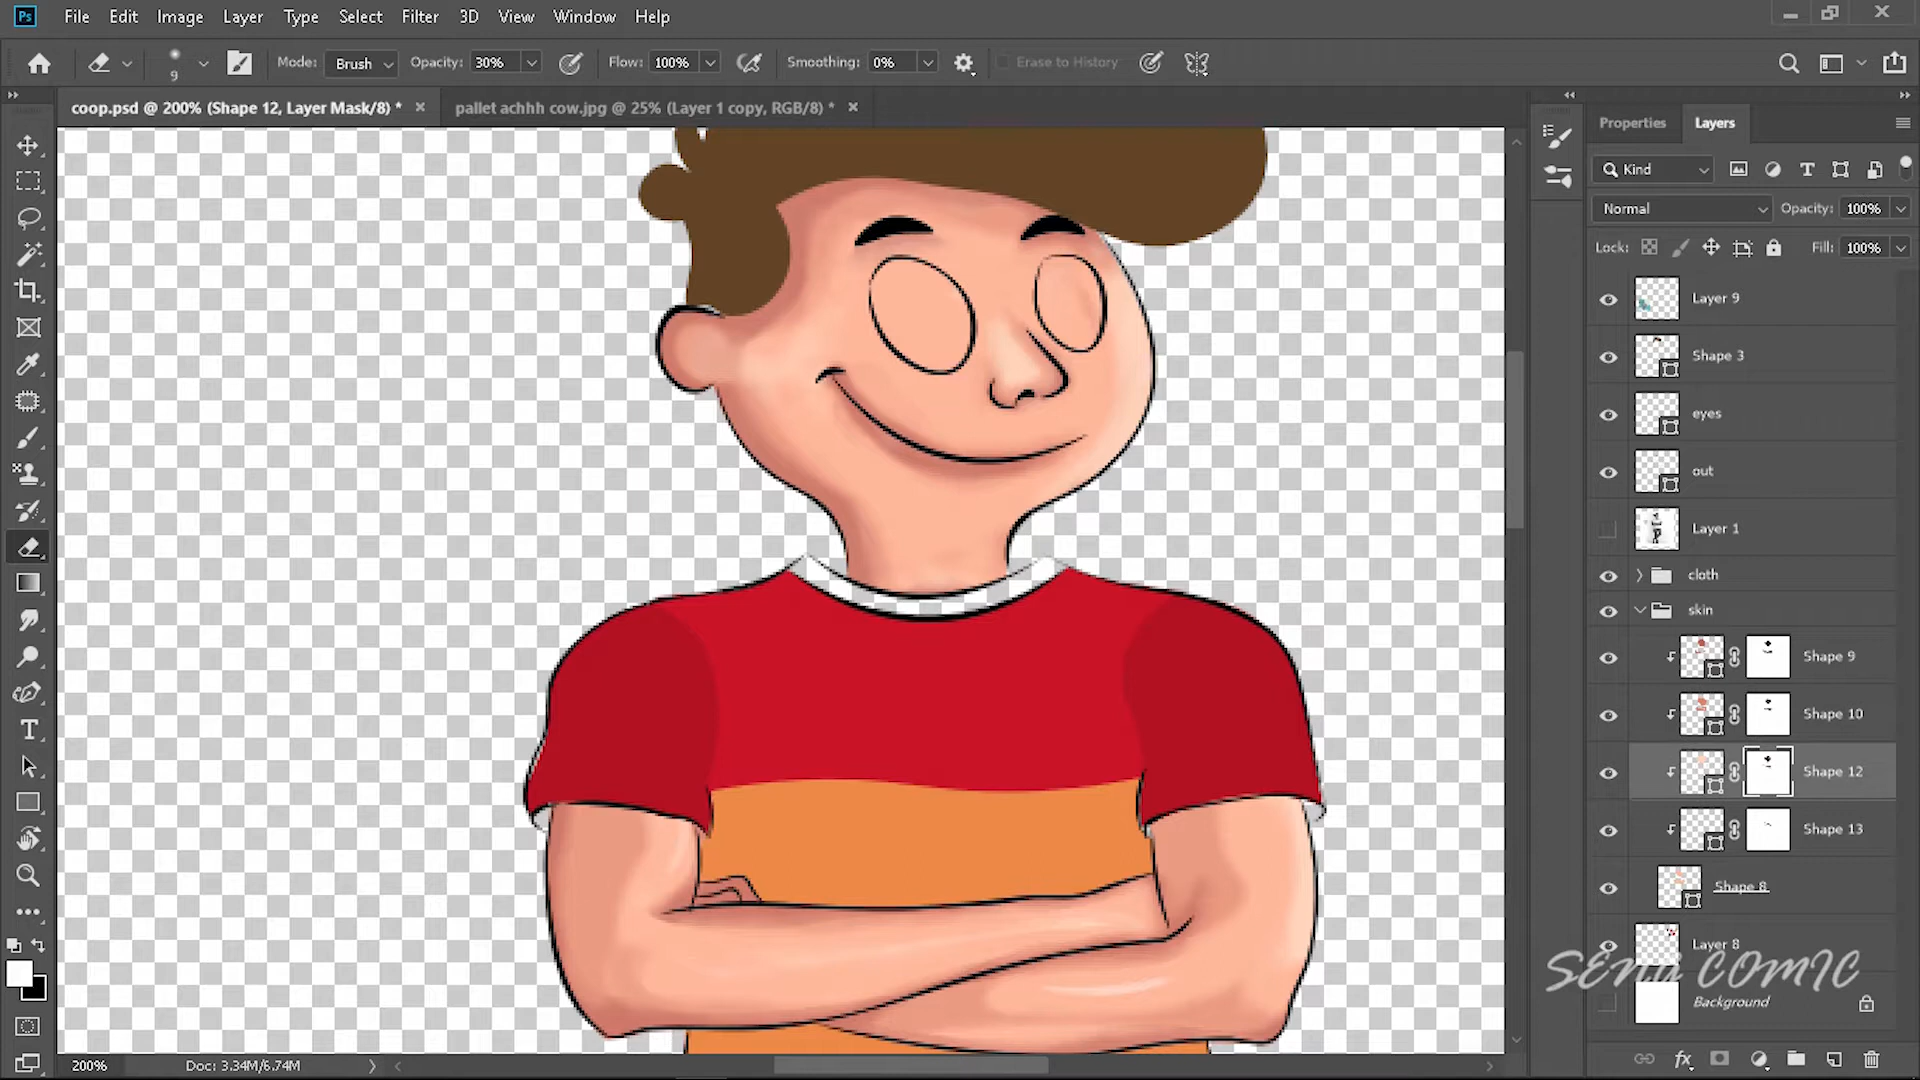 Ps File Edit Image Layer Type Select Filter 3D View Window Help
9 Mode: Brush Opacity: 30% Flow: 100% Smoothing: 0% Erase to History
coop.psd @ 200% (Shape 12, Layer Mask/8) * × pallet achhh cow.jpg @ 25% (Layer 1 copy, RGB/8) * ×
Properties Layers
Kind
Normal Opacity: 100%
Lock: Fill: 100%
Layer 9
Shape 3
eyes
out
Layer 1
cloth
skin
Shape 9
Shape 10
Shape 12
Shape 13
Shape 8
Layer 8
SENA COMIC
Background
200% Doc: 3.34M/6.74M